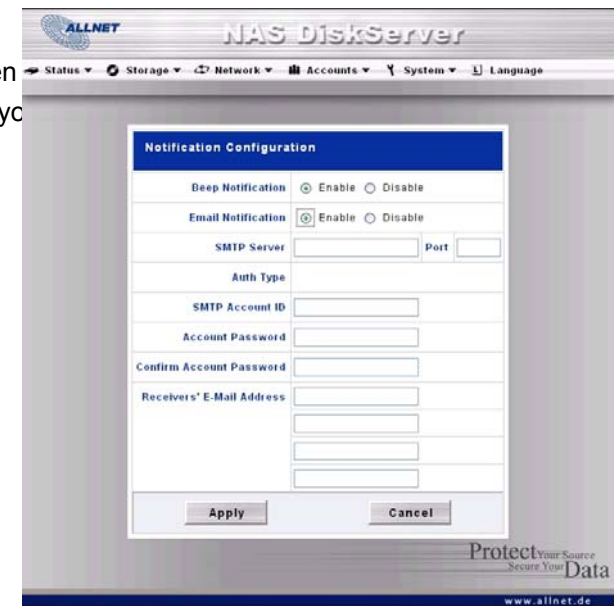 ALLNET
NAS DiskServer
en
Status Storage Network Accounts System Language
yo
Notification Configuration
Beep Notification Enable Disable
Email Notification Enable Disable
SMTP Server Port
Auth Type
SMTP Account ID
Account Password
Confirm Account Password
Receivers' E-Mail Address
Apply Cancel
Protect Your Source
Secure Your Data
www.allnet.de